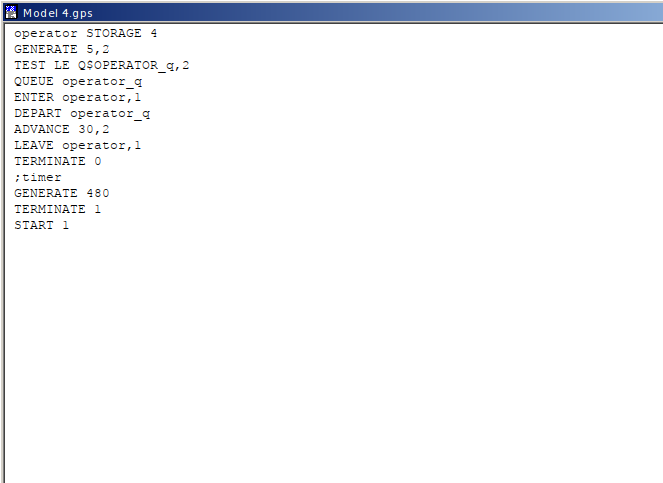 Model 4.gps
operator STORAGE 4
GENERATE 5,2
TEST LE Q$OPERATOR_q,2
QUEUE operator_q
ENTER operator,1
DEPART operator_q
ADVANCE 30,2
LEAVE operator,1
TERMINATE 0
;timer
GENERATE 480
TERMINATE 1
START 1